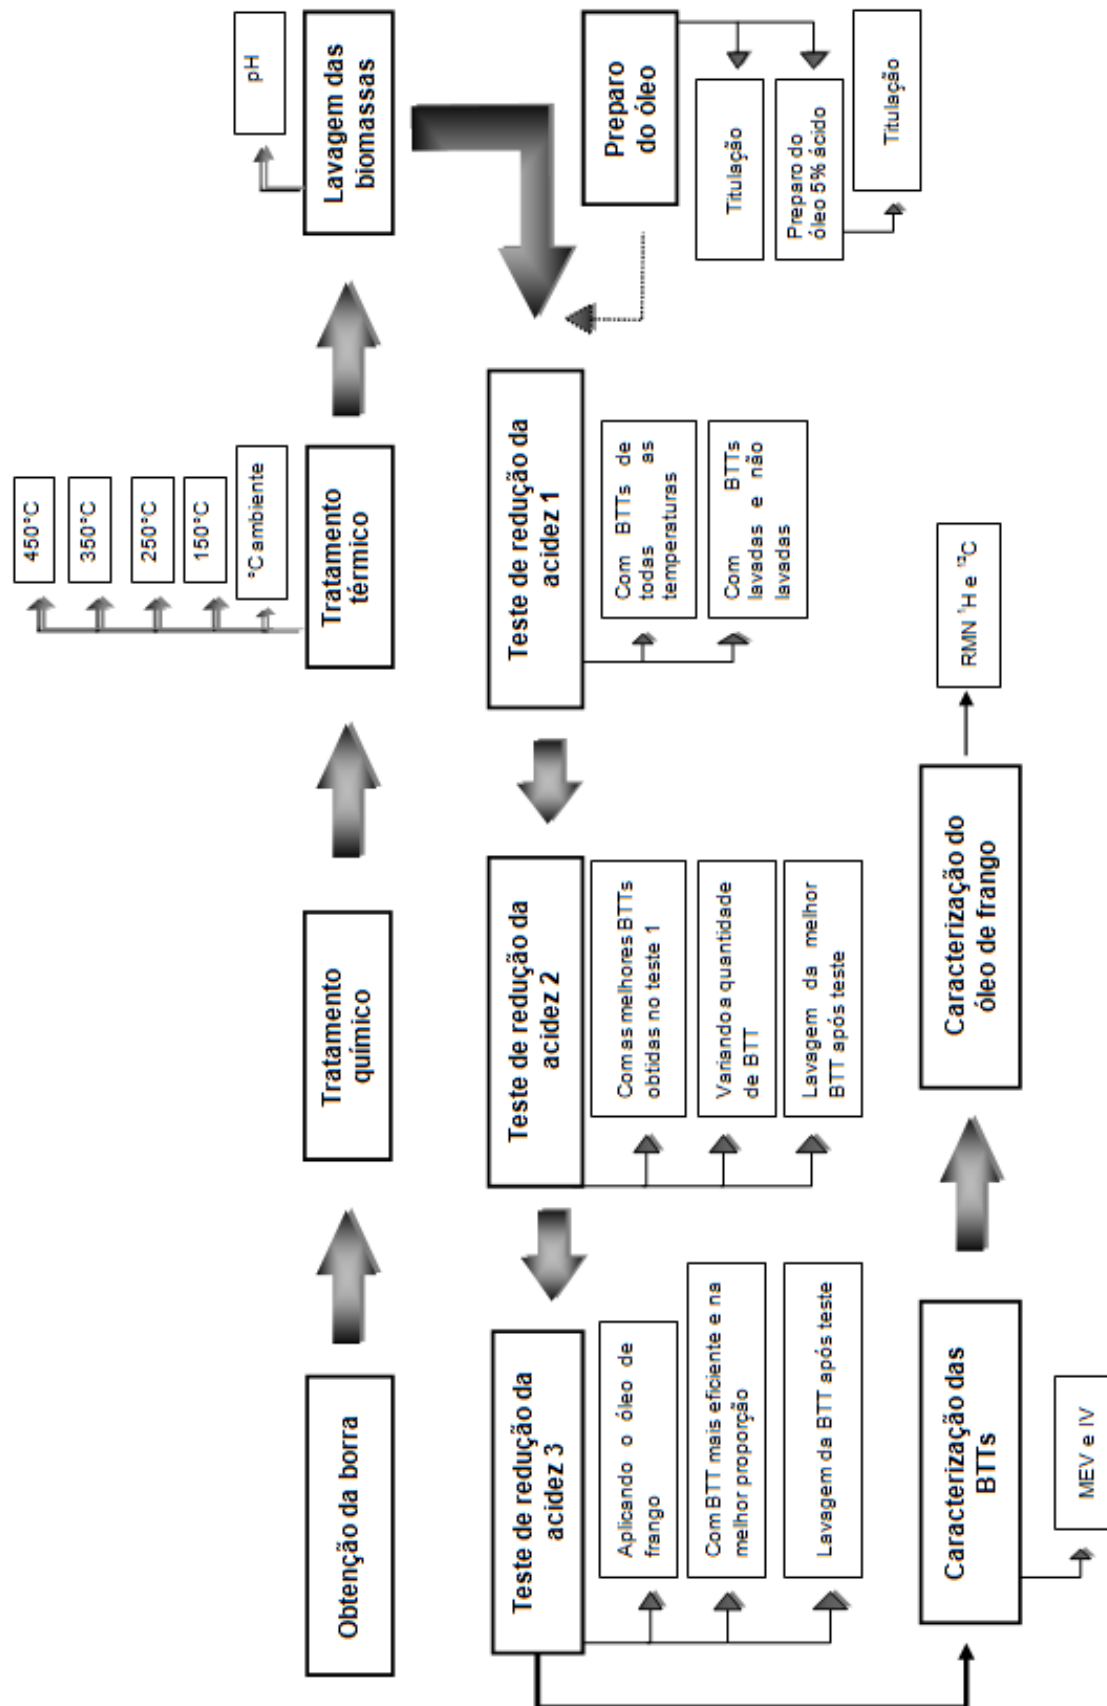 Obtenção da borra
Tratamento
químico
Tratamento
térmico
450°C
350°C
250°C
150°C
°C ambiente
Lavagem das
biomassas
pH
Teste de redução da
acidez 3
Aplicando o óleo de
frango
Com BTT mais eficiente e na
melhor proporção
Lavagem da BTT após teste
Teste de redução da
acidez 2
Com as melhores BTTs
obtidas no teste 1
Variando a quantidade
de BTT
Lavagem da melhor
BTT após teste
Teste de redução da
acidez 1
Com BTTs de
todas as
temperaturas
Com BTTs
lavadas e não
lavadas
Preparo
do óleo
Titulação
Preparo do
óleo 5% ácido
Titulação
Caracterização das
BTTs
MEV e IV
Caracterização do
óleo de frango
RMN ¹H e ¹³C